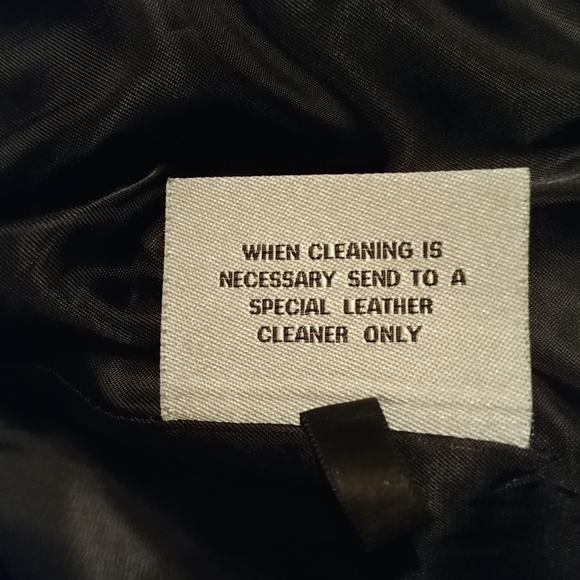 WHEN CLEANING IS
NECESSARY SEND TO A
SPECIAL LEATHER
CLEANER ONLY